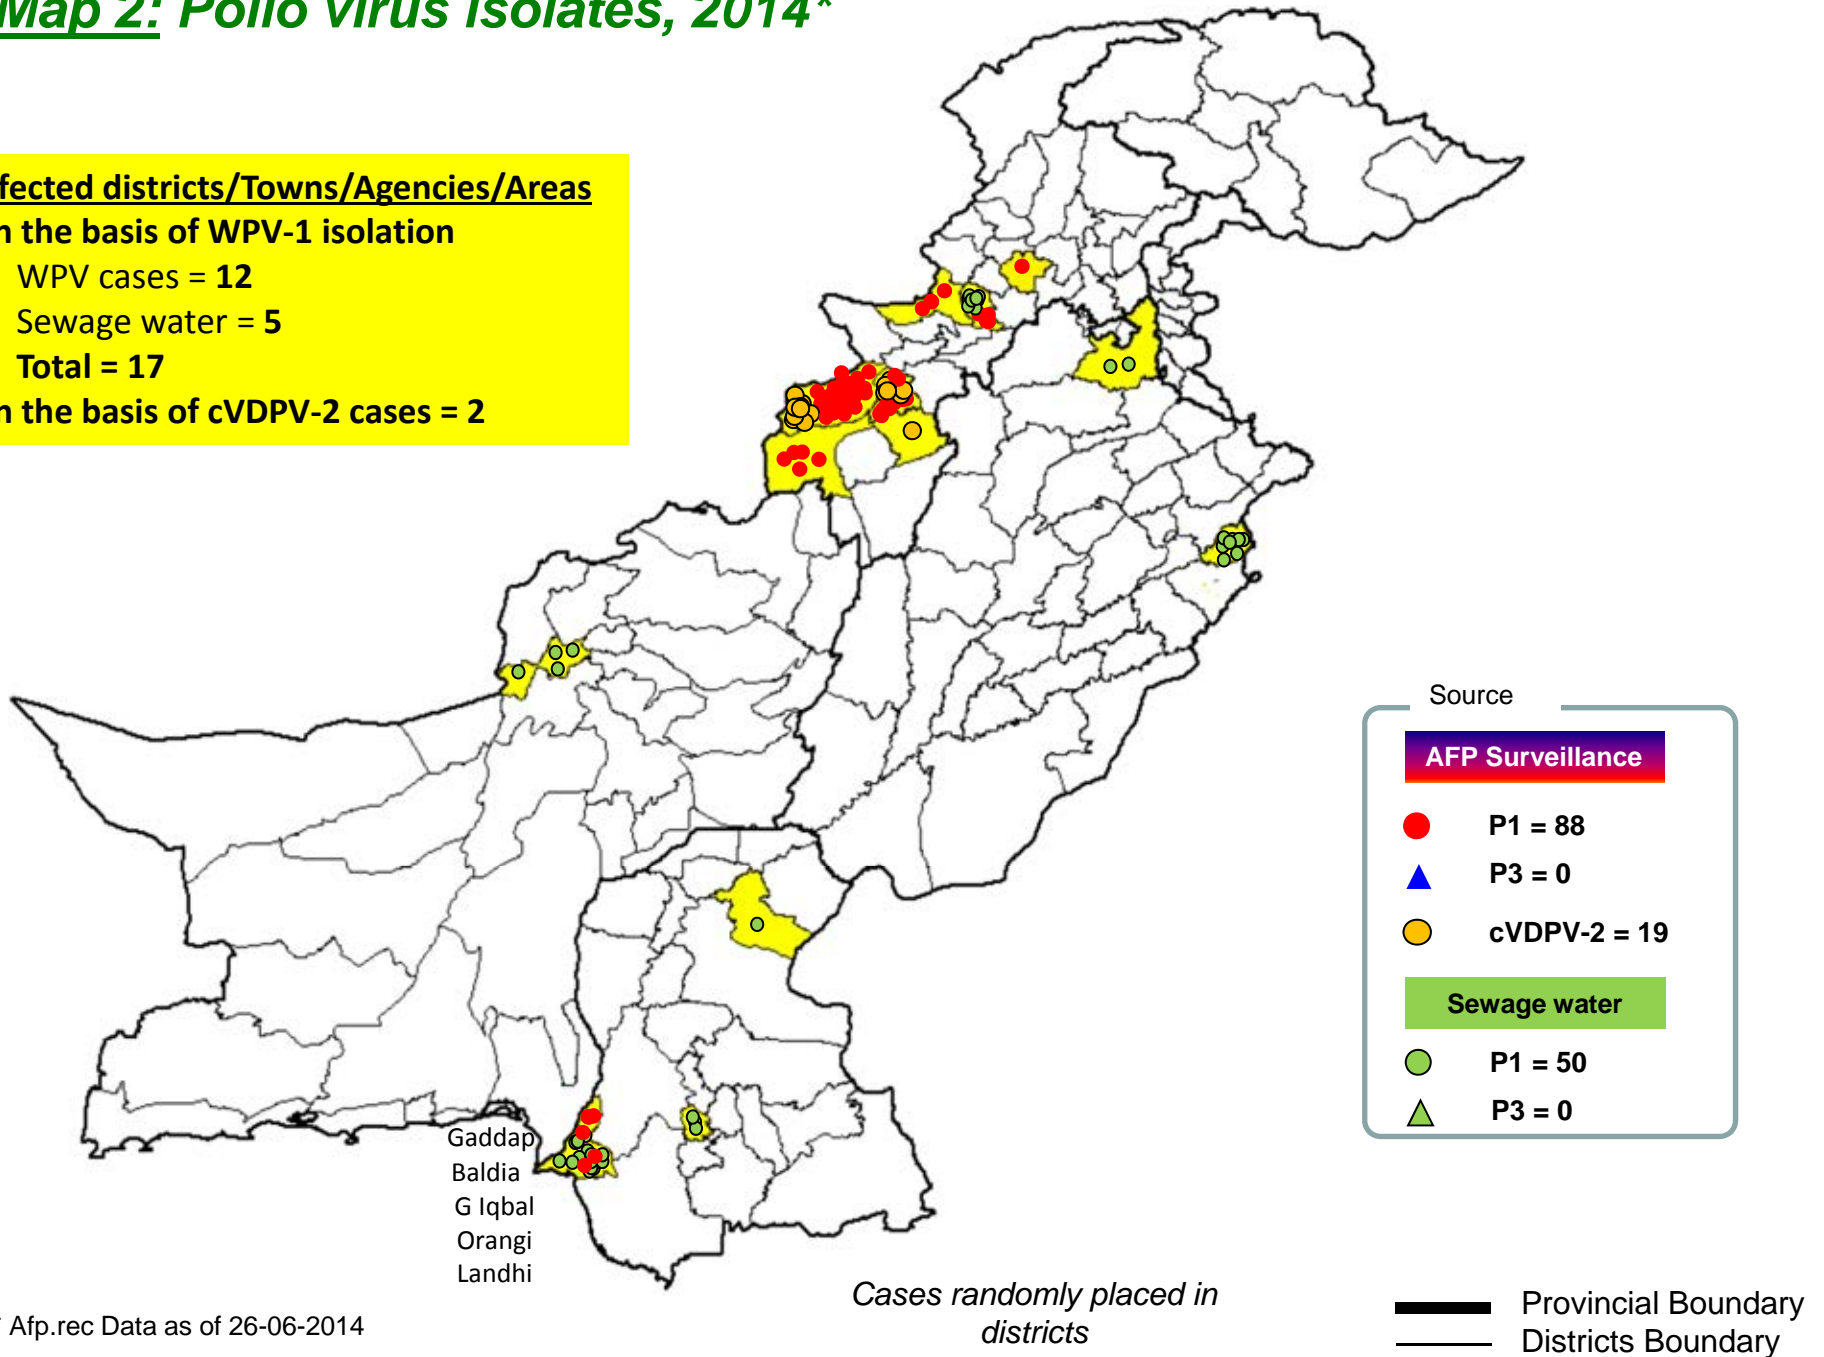 Map 2: Polio virus Isolates, 2014*
fected districts/Towns/Agencies/Areas
n the basis of WPV-1 isolation
WPV cases = 12
Sewage water = 5
Total = 17
n the basis of cVDPV-2 cases = 2
Source
AFP Surveillance
P1 = 88
P3 = 0
cVDPV-2 = 19
Sewage water
P1 = 50
P3 = 0
Gaddap
Baldia
G Iqbal
Orangi
Landhi
* Afp.rec Data as of 26-06-2014
Cases randomly placed in
districts
Provincial Boundary
Districts Boundary